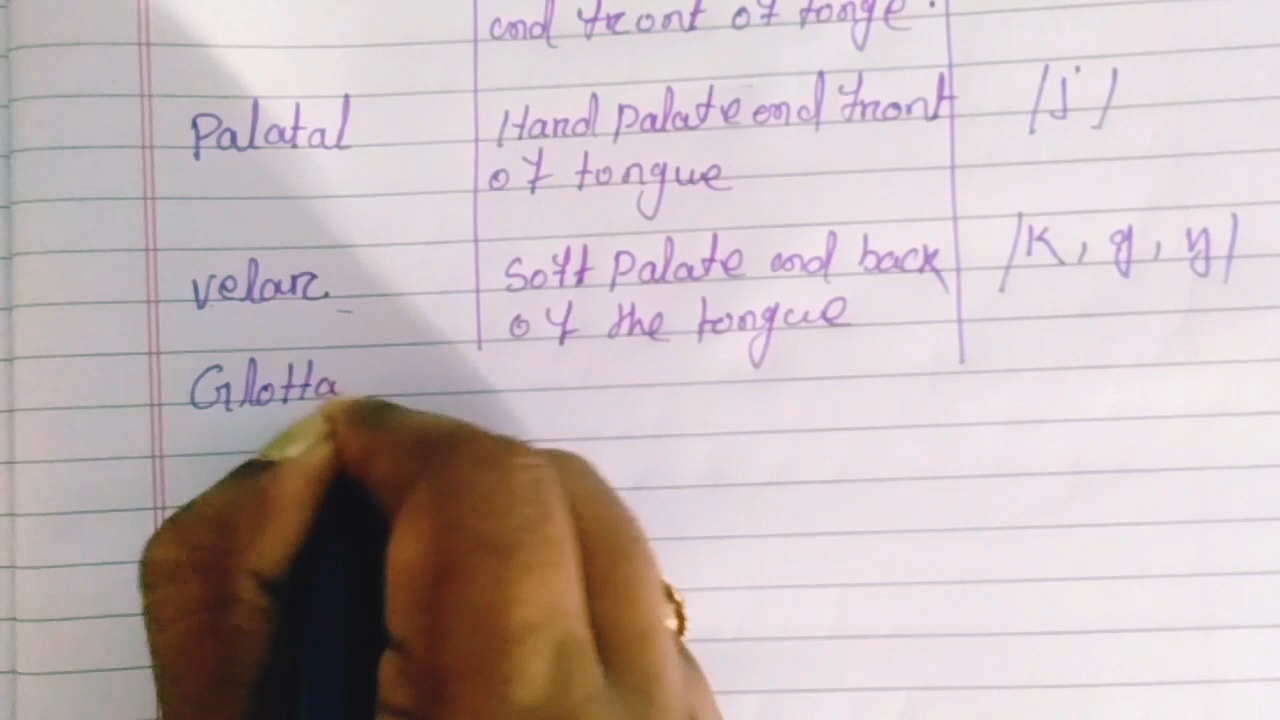 and front of tonge.
Palatal Hand palate and front /j/
of tongue
velar Soft palate and back /k, g, y/
of the tongue
Glotta